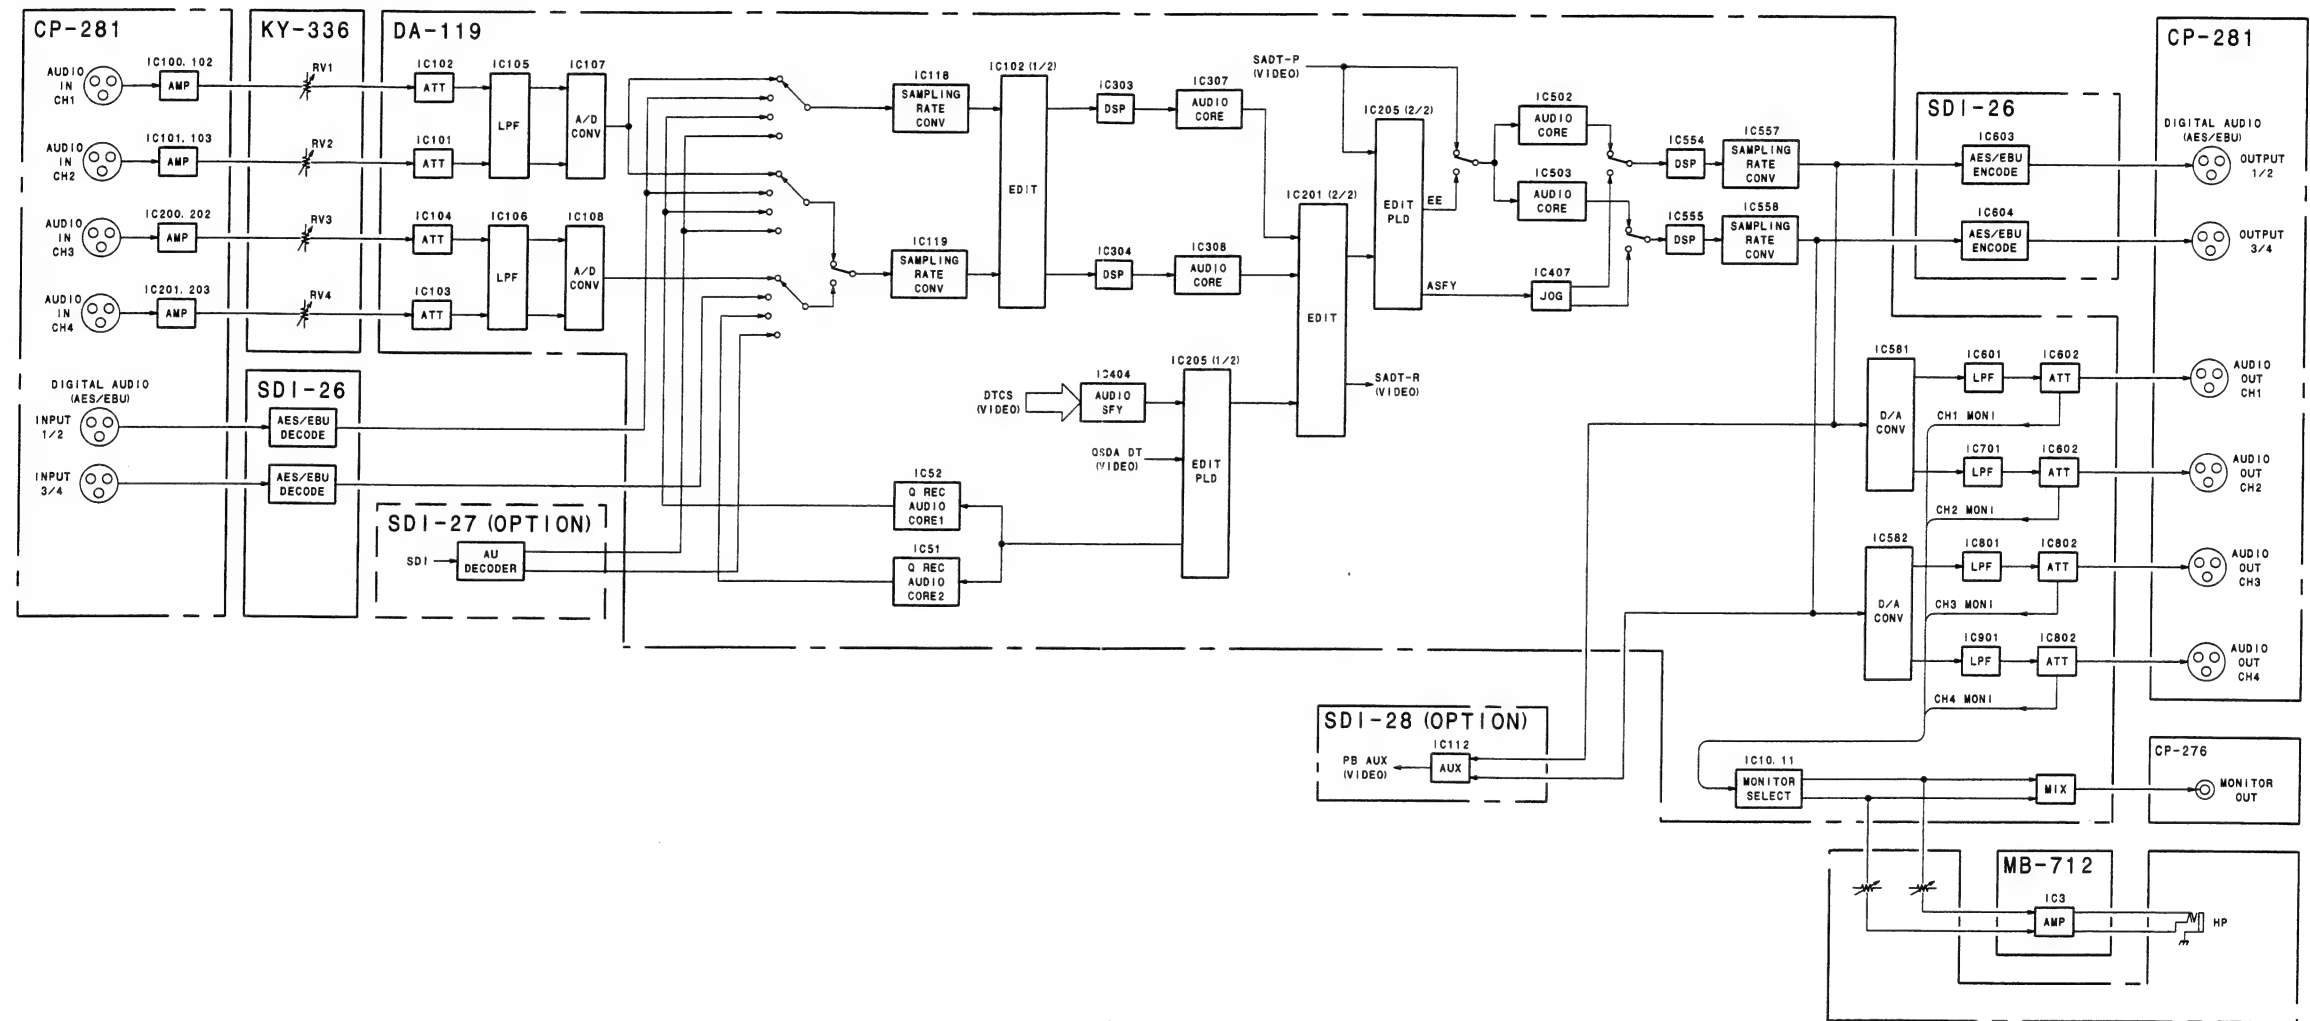 CP-281
AUDIO
IN
CH1
IC100. 102
AMP
AUDIO
IN
CH2
IC101. 103
AMP
AUDIO
IN
CH3
IC200. 202
AMP
AUDIO
IN
CH4
IC201. 203
AMP
DIGITAL AUDIO
(AES/EBU)
INPUT
1/2
INPUT
3/4
KY-336
RV1
RV2
RV3
RV4
SDI-26
AES/EBU
DECODE
AES/EBU
DECODE
SDI-27 (OPTION)
SDI
AU
DECODER
DA-119
IC102
ATT
IC101
ATT
IC104
ATT
IC103
ATT
IC105
LPF
IC106
LPF
IC107
A/D
CONV
IC108
A/D
CONV
IC118
SAMPLING
RATE
CONV
IC119
SAMPLING
RATE
CONV
IC102 (1/2)
EDIT
IC303
DSP
IC304
DSP
IC307
AUDIO
CORE
IC308
AUDIO
CORE
DTCS
(VIDEO)
IC404
AUDIO
SFY
QSDA DT
(VIDEO)
IC205 (1/2)
EDIT
PLD
IC52
Q REC
AUDIO
CORE1
IC51
Q REC
AUDIO
CORE2
SADT-P
(VIDEO)
IC201 (2/2)
EDIT
SADT-R
(VIDEO)
IC205 (2/2)
EDIT
PLD
EE
ASFY
IC502
AUDIO
CORE
IC503
AUDIO
CORE
IC407
JOG
IC554
DSP
IC555
DSP
IC557
SAMPLING
RATE
CONV
IC558
SAMPLING
RATE
CONV
SDI-26
IC603
AES/EBU
ENCODE
IC604
AES/EBU
ENCODE
IC581
D/A
CONV
IC601
LPF
IC602
ATT
CH1 MONI
IC701
LPF
IC602
ATT
CH2 MONI
IC582
D/A
CONV
IC801
LPF
IC802
ATT
CH3 MONI
IC901
LPF
IC802
ATT
CH4 MONI
SDI-28 (OPTION)
IC112
PB AUX
(VIDEO)
AUX
IC10. 11
MONITOR
SELECT
MIX
CP-281
DIGITAL AUDIO
(AES/EBU)
OUTPUT
1/2
OUTPUT
3/4
AUDIO
OUT
CH1
AUDIO
OUT
CH2
AUDIO
OUT
CH3
AUDIO
OUT
CH4
CP-276
MONITOR
OUT
MB-712
IC3
AMP
HP